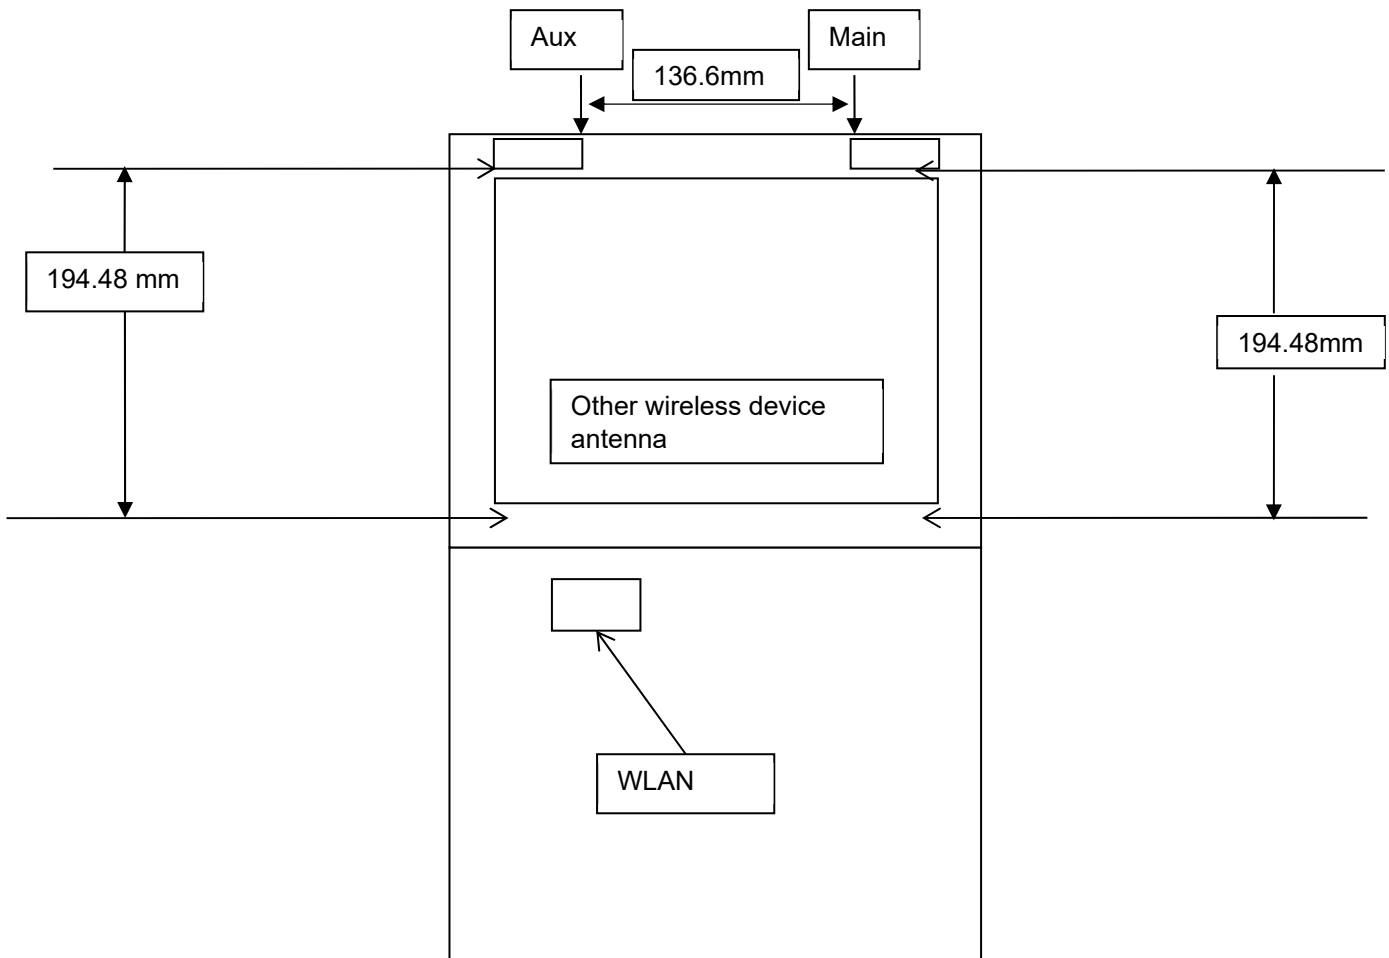 Aux
Main
136.6mm
194.48 mm
194.48mm
Other wireless device
antenna
WLAN